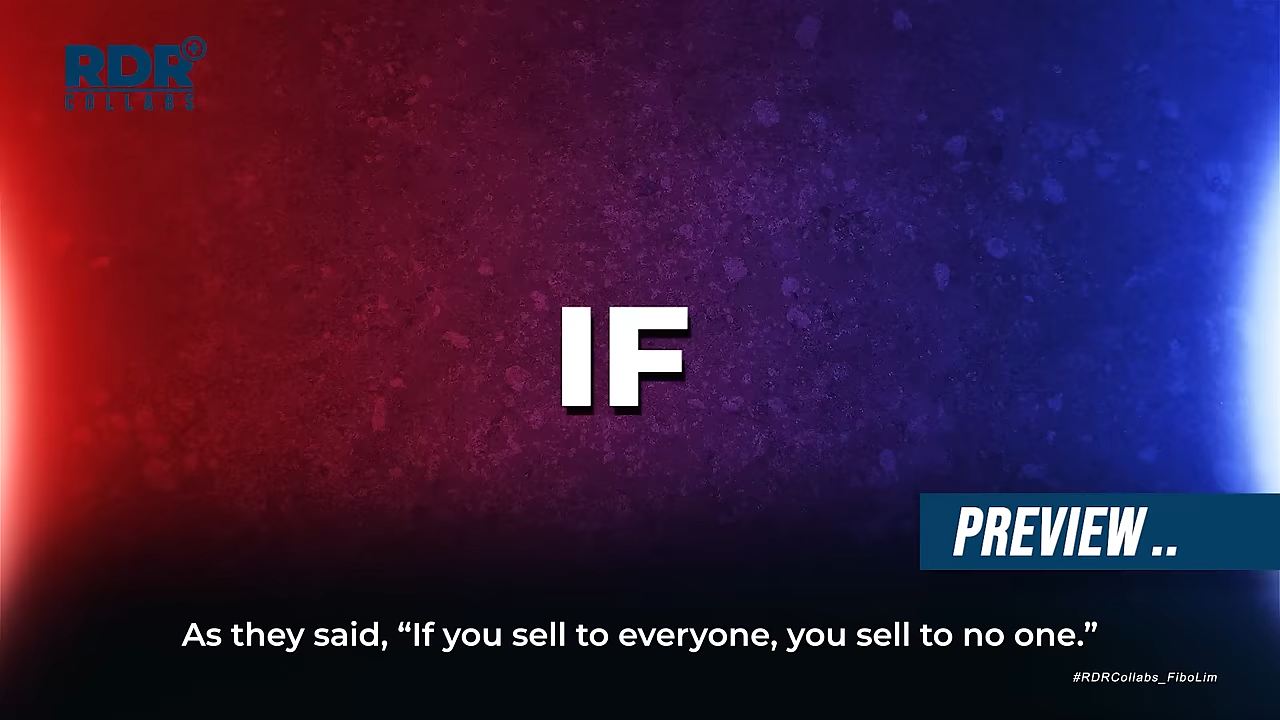 RDR+
COLLABS
IF
PREVIEW ..
As they said, “If you sell to everyone, you sell to no one.”
#RDRCollabs_FiboLim